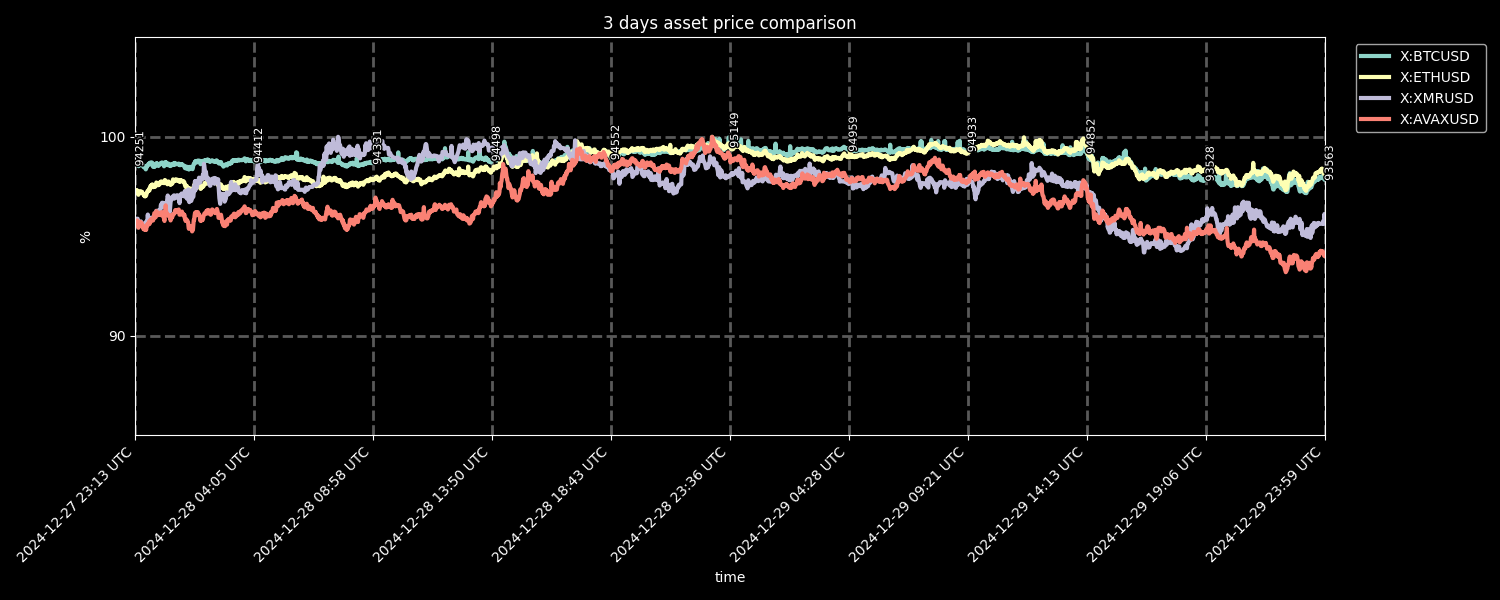 3 days asset price comparison
X:BTCUSD
X:ETHUSD
X:XMRUSD
X:AVAXUSD
100
90
%
94251
94412
94381
94498
94552
95149
94959
94933
94852
93528
93563
2024-12-27 23:13 UTC
2024-12-28 04:05 UTC
2024-12-28 08:58 UTC
2024-12-28 13:50 UTC
2024-12-28 18:43 UTC
2024-12-28 23:36 UTC
2024-12-29 04:28 UTC
2024-12-29 09:21 UTC
2024-12-29 14:13 UTC
2024-12-29 19:06 UTC
2024-12-29 23:59 UTC
time